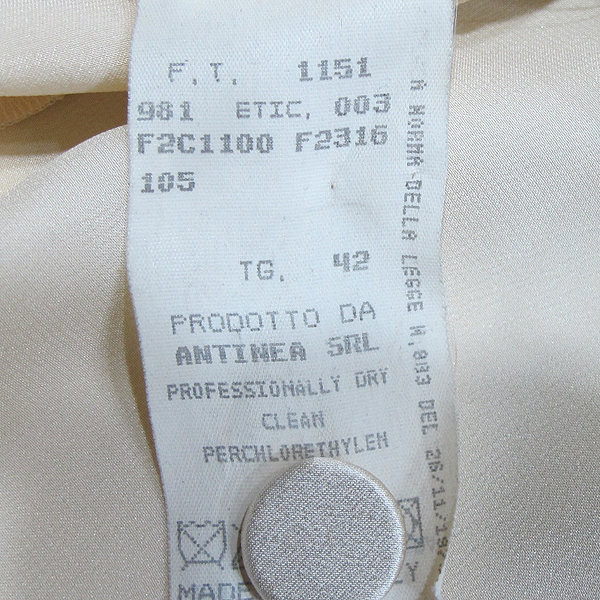 F.T. 1151
981 ETIC. 003
F2C1100 F2316
105
TG. 42
PRODOTTO DA
ANTINEA SRL
PROFESSIONALLY DRY
CLEAN
PERCHLORETHYLEN
MADE
A NORMA DELLA LEGGE N. 883 DEL 26/11/19